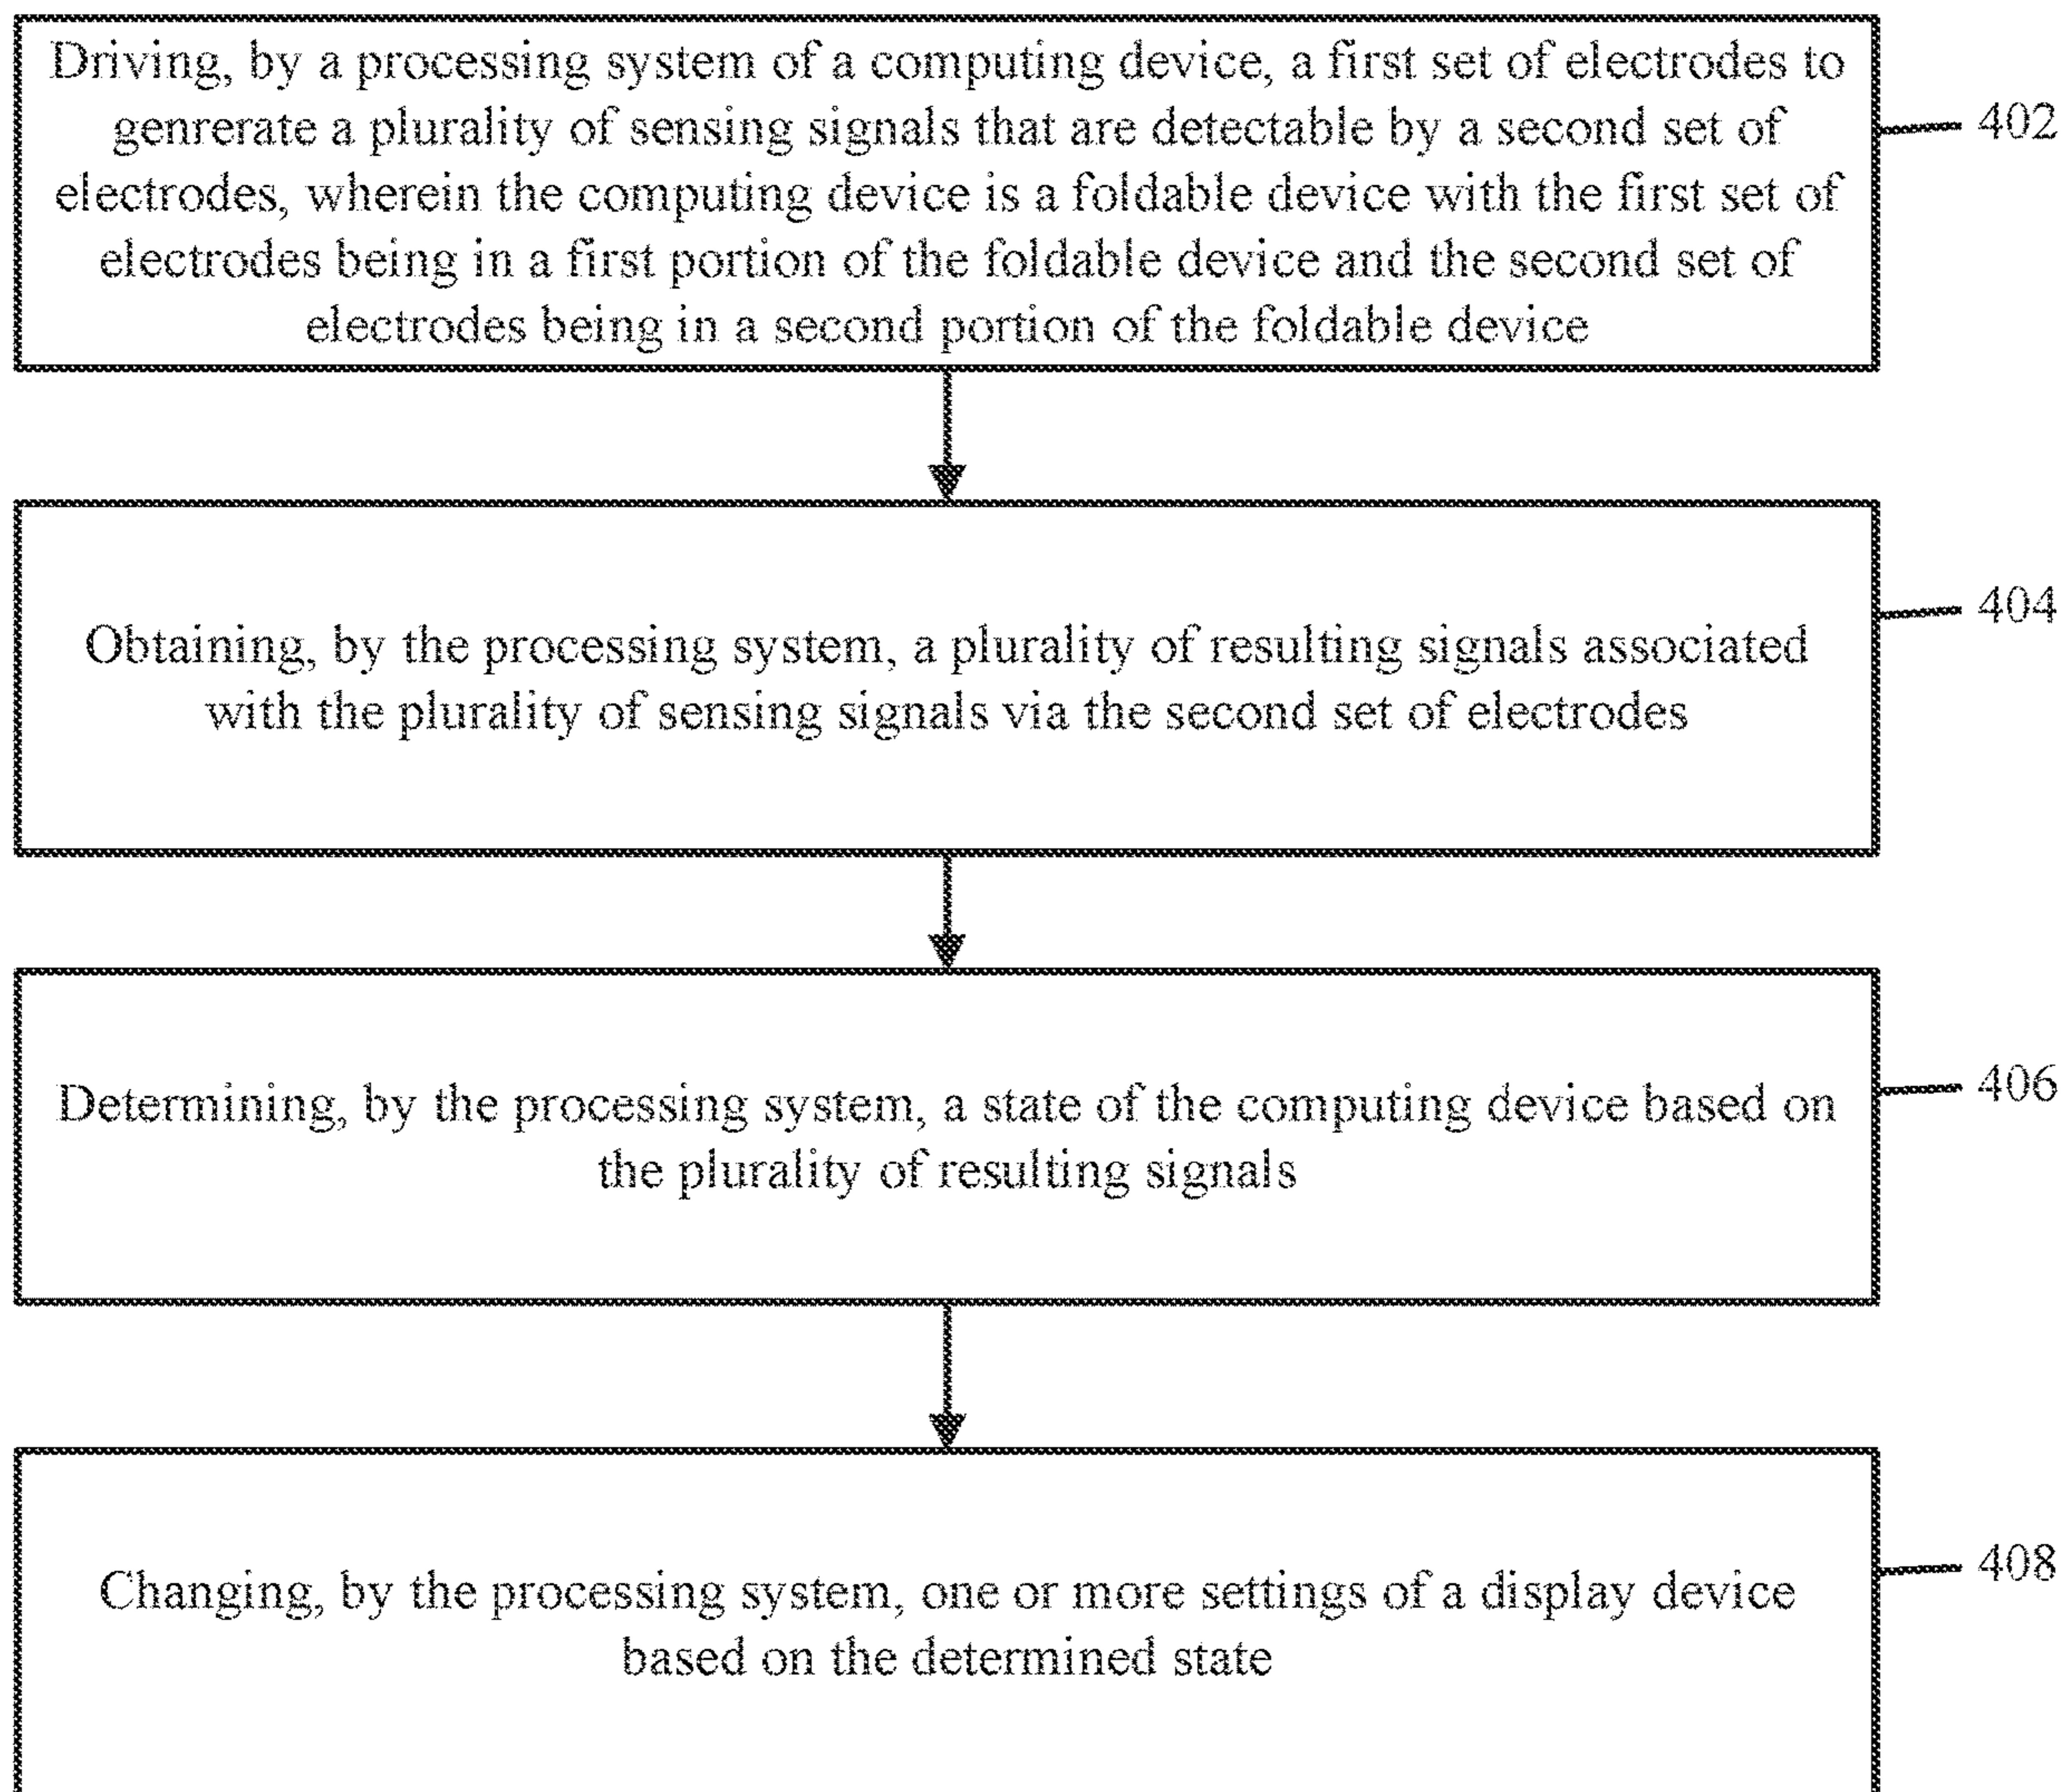 Driving, by a processing system of a computing device, a first set of electrodes to
genrerate a plurality of sensing signals that are detectable by a second set of
electrodes, wherein the computing device is a foldable device with the first set of
electrodes being in a first portion of the foldable device and the second set of
electrodes being in a second portion of the foldable device
402
Obtaining, by the processing system, a plurality of resulting signals associated
with the plurality of sensing signals via the second set of electrodes
404
Determining, by the processing system, a state of the computing device based on
the plurality of resulting signals
406
Changing, by the processing system, one or more settings of a display device
based on the determined state
408